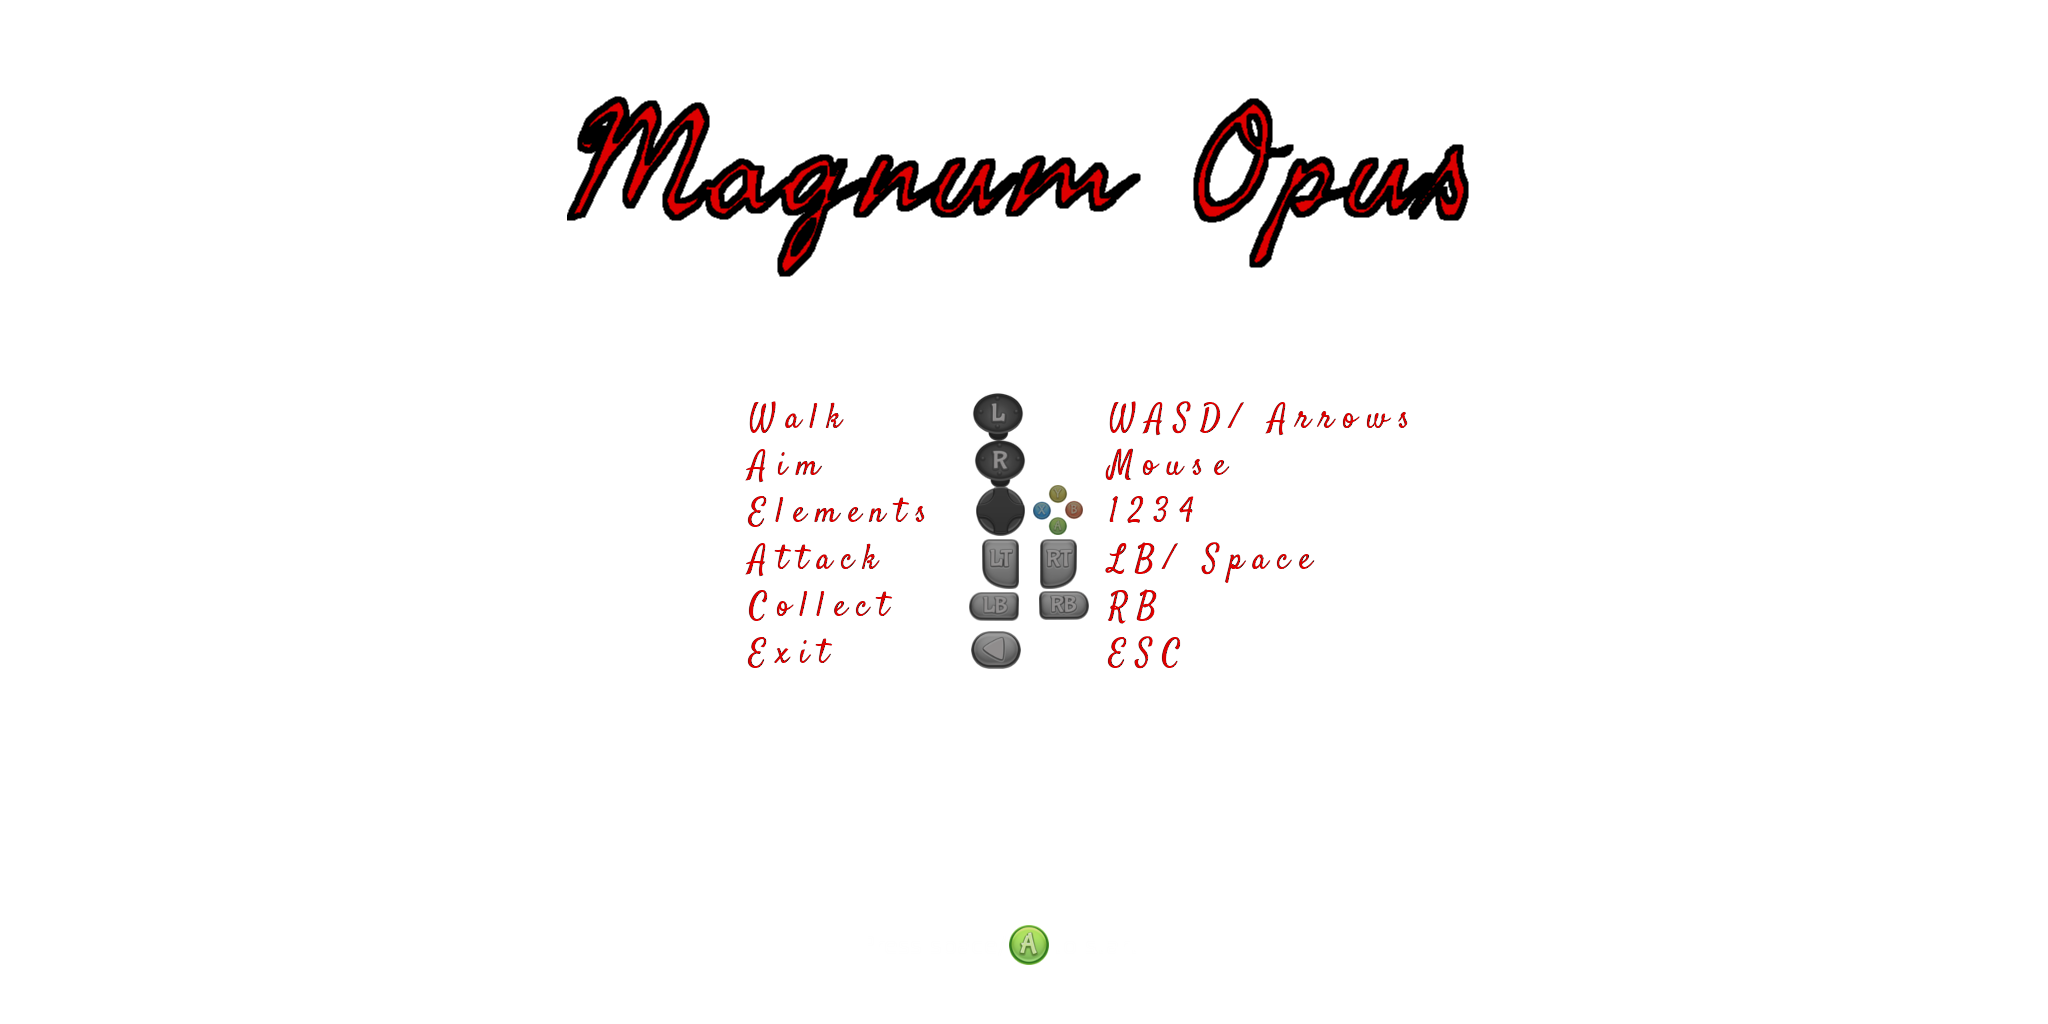 Magnum Opus
Walk L WASD/ Arrows
Aim R Mouse
Elements Y X B A 1234
Attack LT RT LB/ Space
Collect LB RB RB
Exit ESC
A